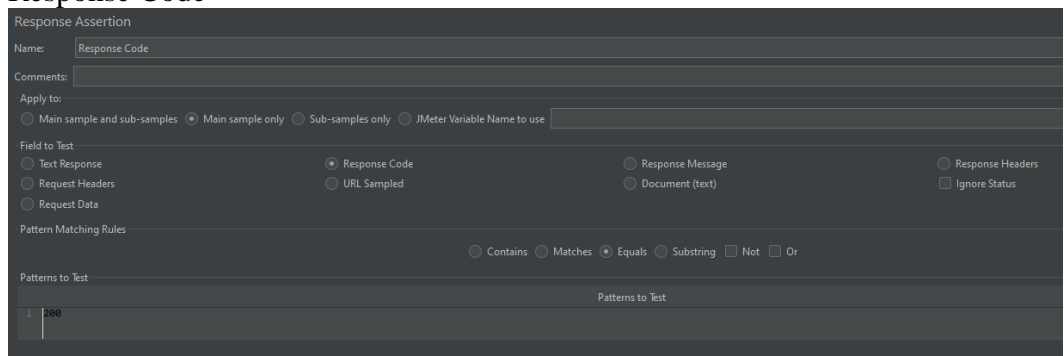 Response Code
Response Assertion
Name: Response Code
Comments:
Apply to:
Main sample and sub-samples Main sample only Sub-samples only JMeter Variable Name to use
Field to Test
Text Response Response Code Response Message Response Headers
Request Headers URL Sampled Document (text) Ignore Status
Request Data
Pattern Matching Rules
Contains Matches Equals Substring Not Or
Patterns to Test
Patterns to Test
1 200